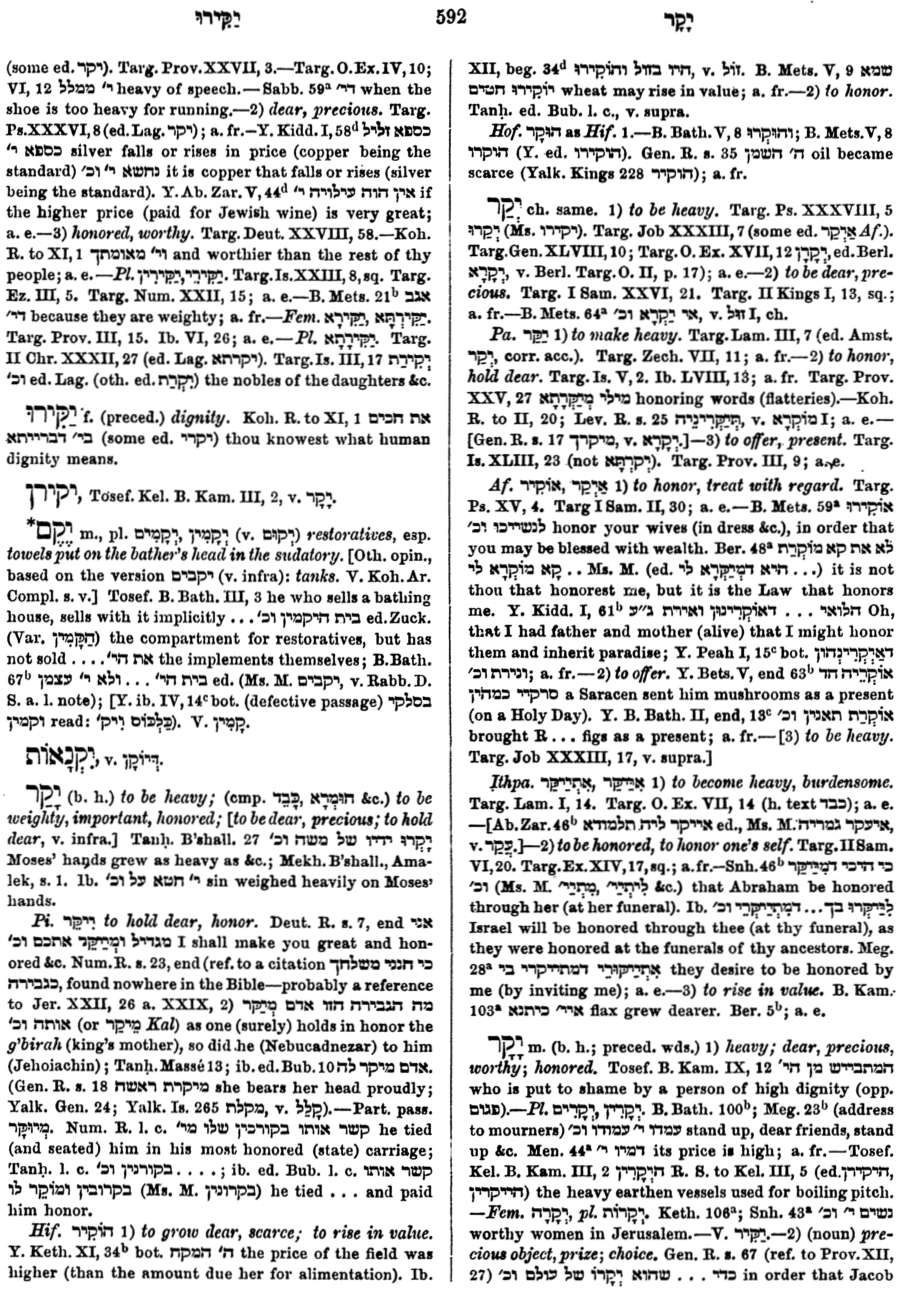 יַקִּירוּ 592 יָקָר
(some ed. יקר). Targ. Prov. XXVII, 3.—Targ. O. Ex. IV, 10;
VI, 12 י׳ ממלל heavy of speech.—Sabb. 59ᵃ די׳ when the
shoe is too heavy for running.—2) dear, precious. Targ.
Ps. XXXVI, 8 (ed. Lag. יקר); a. fr.—Y. Kidd. I, 58ᵈ כספא זליל
כספא י׳ silver falls or rises in price (copper being the
standard) נחשא י׳ וכ׳ it is copper that falls or rises (silver
being the standard). Y. Ab. Zar. V, 44ᵈ אין הוה עילויה י׳ if
the higher price (paid for Jewish wine) is very great;
a. e.—3) honored, worthy. Targ. Deut. XXVIII, 58.—Koh.
R. to XI, 1 וי׳ מאומתך and worthier than the rest of thy
people; a. e.—Pl. יַקִּירֵי, יַקִּירִין. Targ. Is. XXIII, 8, sq. Targ.
Ez. III, 5. Targ. Num. XXII, 15; a. e.—B. Mets. 21ᵇ אגב
די׳ because they are weighty; a. fr.—Fem. יַקִּירְתָּא, יַקִּירָא.
Targ. Prov. III, 15. Ib. VI, 26; a. e.—Pl. יַקִּירָתָא. Targ.
II Chr. XXXII, 27 (ed. Lag. יקרתא). Targ. Is. III, 17 יַקִּירַת
וכ׳ ed. Lag. (oth. ed. יְקָרַת) the nobles of the daughters &c.
יַקִּירוּ f. (preced.) dignity. Koh. R. to XI, 1 את חכים
בי׳ דברייתא (some ed. יקרי) thou knowest what human
dignity means.
יקירן, Tosef. Kel. B. Kam. III, 2, v. יָקָר.
*יֶקֶם m., pl. יְקָמִים, יְקָמִין (v. יְקוּם) restoratives, esp.
towels put on the bather's head in the sudatory. [Oth. opin.,
based on the version יקבים (v. infra): tanks. V. Koh. Ar.
Compl. s. v.] Tosef. B. Bath. III, 3 he who sells a bathing
house, sells with it implicitly בית היקמין וכ׳ ... ed. Zuck.
(Var. הַקָּמִין) the compartment for restoratives, but has
not sold את הי׳ .... the implements themselves; B. Bath.
67ᵇ בית הי׳ ... ולא י׳ עצמן ed. (Ms. M. יקבים, v. Rabb. D.
S. a. l. note); [Y. ib. IV, 14ᶜ bot. (defective passage) בסלקי
וקמין read: בְּלַבּוֹס וְיִק׳). V. קָמִין.
יְקְנָאוֹת, v. דְּיוֹקָן.
יָקַר (b. h.) to be heavy; (cmp. כָּבֵד, חוּמְרָא &c.) to be
weighty, important, honored; [to be dear, precious; to hold
dear, v. infra.] Tanḥ. B'shall. 27 יָקְרוּ ידיו של משה וכ׳
Moses' hands grew as heavy as &c.; Mekh. B'shall., Ama-
lek, s. 1. Ib. י׳ חטא על וכ׳ sin weighed heavily on Moses'
hands.
Pi. יִיקֵּר to hold dear, honor. Deut. R. s. 7, end אני
מגדיל ומְיַיקֵּר אתכם וכ׳ I shall make you great and hon-
ored &c. Num. R. s. 23, end (ref. to a citation כי חנני משלחך
כגבירה, found nowhere in the Bible—probably a reference
to Jer. XXII, 26 a. XXIX, 2) מה הגבירה הזו אדם מְיַקֵּר
אותה וכ׳ (or מֵיקַר Kal) as one (surely) holds in honor the
g'birah (king's mother), so did he (Nebucadnezar) to him
(Jehoiachin); Tanḥ. Massé 13; ib. ed. Bub. 10 אדם מיקר לה.
(Gen. R. s. 18 מיקרת ראשה she bears her head proudly;
Yalk. Gen. 24; Yalk. Is. 265 מקלת, v. קָלַל).—Part. pass.
מְיוּקָּר. Num. R. l. c. קשר אותו בקורכין שלו מי׳ he tied
(and seated) him in his most honored (state) carriage;
Tanḥ. l. c. בקורנין וכ׳ ....; ib. ed. Bub. l. c. קשר אותו
בקרובין ומוקר לו (Ms. M. בקרונין) he tied ... and paid
him honor.
Hif. הוֹקִיר 1) to grow dear, scarce; to rise in value.
Y. Keth. XI, 34ᵇ bot. ה׳ המקח the price of the field was
higher (than the amount due her for alimentation). Ib.
XII, beg. 34ᵈ חיו בזול והוֹקִירוּ, v. זוֹל. B. Mets. V, 9 שמא
יוֹקִירוּ חטים wheat may rise in value; a. fr.—2) to honor.
Tanḥ. ed. Bub. l. c., v. supra.
Hof. הוּקַר as Hif. 1.—B. Bath. V, 8 והוּקְרוּ; B. Mets. V, 8
הוקרו (Y. ed. הוקירו). Gen. R. s. 35 ה׳ השמן oil became
scarce (Yalk. Kings 228 הוקיר); a. fr.
יְקַר ch. same. 1) to be heavy. Targ. Ps. XXXVIII, 5
יְקָרוּ (Ms. יקירו). Targ. Job XXXIII, 7 (some ed. אֵיקַר Af.).
Targ. Gen. XLVIII, 10; Targ. O. Ex. XVII, 12 יְקָרָן, ed. Berl.
יְקָרָא, v. Berl. Targ. O. II, p. 17); a. e.—2) to be dear, pre-
cious. Targ. I Sam. XXVI, 21. Targ. II Kings I, 13, sq.;
a. fr.—B. Mets. 64ᵃ אי יַקְרָא וכ׳, v. זוּל I, ch.
Pa. יַקַּר 1) to make heavy. Targ. Lam. III, 7 (ed. Amst.
יְקַר, corr. acc.). Targ. Zech. VII, 11; a. fr.—2) to honor,
hold dear. Targ. Is. V, 2. Ib. LVIII, 13; a. fr. Targ. Prov.
XXV, 27 מילי מְיַקַּרְתָא honoring words (flatteries).—Koh.
R. to II, 20; Lev. R. s. 25 תְּיַקְּרִינֵיהּ, v. מוֹקְרָא I; a. e.—
[Gen. R. s. 17 מיקרך, v. יְקָרָא.]—3) to offer, present. Targ.
Is. XLIII, 23 (not יְקַרְתָּא). Targ. Prov. III, 9; a. e.
Af. אוֹקִיר, אַיְקַר 1) to honor, treat with regard. Targ.
Ps. XV, 4. Targ I Sam. II, 30; a. e.—B. Mets. 59ᵃ אוֹקִירוּ
לנשייכו וכ׳ honor your wives (in dress &c.), in order that
you may be blessed with wealth. Ber. 48ᵃ לא את קא מוֹקְרַת
קא מוֹקְרָא לי .. Ms. M. (ed. היא דמְיַקְּרָא לי ...) it is not
thou that honorest me, but it is the Law that honors
me. Y. Kidd. I, 61ᵇ הלואי ... דאוֹקְרִינוּן ואירת ג״ע Oh,
that I had father and mother (alive) that I might honor
them and inherit paradise; Y. Peah I, 15ᶜ bot. דאַיְקְרִינְהוֹן
ונירת וכ׳; a. fr.—2) to offer. Y. Bets. V, end 63ᵇ אוֹקְרֵיהּ חד
סרקיי כמהין a Saracen sent him mushrooms as a present
(on a Holy Day). Y. B. Bath. II, end, 13ᶜ אוֹקְרַת תאנין וכ׳
brought R... figs as a present; a. fr.—[3) to be heavy.
Targ. Job XXXIII, 17, v. supra.]
Ithpa. אִתְיַיקַּר, אִיַּיקַּר 1) to become heavy, burdensome.
Targ. Lam. I, 14. Targ. O. Ex. VII, 14 (h. text כבד); a. e.
—[Ab. Zar. 46ᵇ אייקר ליה תלמודא ed., Ms. M. איעקר גמריה,
v. עֲקַר.]—2) to be honored, to honor one's self. Targ. II Sam.
VI, 20. Targ. Ex. XIV, 17, sq.; a. fr.—Snh. 46ᵇ כי היכי דמִיַּיקַּר
וכ׳ (Ms. M. לִיתְיַי׳, מִתְיַי׳ &c.) that Abraham be honored
through her (at her funeral). Ib. לִיַּיקְּרוּ בך ... דמִתְיַיקְּרֵי וכ׳
Israel will be honored through thee (at thy funeral), as
they were honored at the funerals of thy ancestors. Meg.
28ᵃ אִתְיַיקּוּרֵי דמתייקרי בי they desire to be honored by
me (by inviting me); a. e.—3) to rise in value. B. Kam.
103ᵃ איי׳ כיתנא flax grew dearer. Ber. 5ᵇ; a. e.
יָקָר m. (b. h.; preced. wds.) 1) heavy; dear, precious,
worthy; honored. Tosef. B. Kam. IX, 12 המתבייש מן הי׳
who is put to shame by a person of high dignity (opp.
פגום).—Pl. יְקָרִים, יְקָרִין. B. Bath. 100ᵇ; Meg. 23ᵇ (address
to mourners) עמדו י׳ עמדו וכ׳ stand up, dear friends, stand
up &c. Men. 44ᵃ דמיו י׳ its price is high; a. fr.—Tosef.
Kel. B. Kam. III, 2 היְקָרִין R. S. to Kel. III, 5 (ed. היקירן,
הייקרין) the heavy earthen vessels used for boiling pitch.
—Fem. יְקָרָה, pl. יְקָרוֹת. Keth. 106ᵃ; Snh. 43ᵃ נשים י׳ וכ׳
worthy women in Jerusalem.—V. יַקִּיר.—2) (noun) pre-
cious object, prize; choice. Gen. R. s. 67 (ref. to Prov. XII,
27) כדי ... שהוא יְקָרוֹ של עולם וכ׳ in order that Jacob